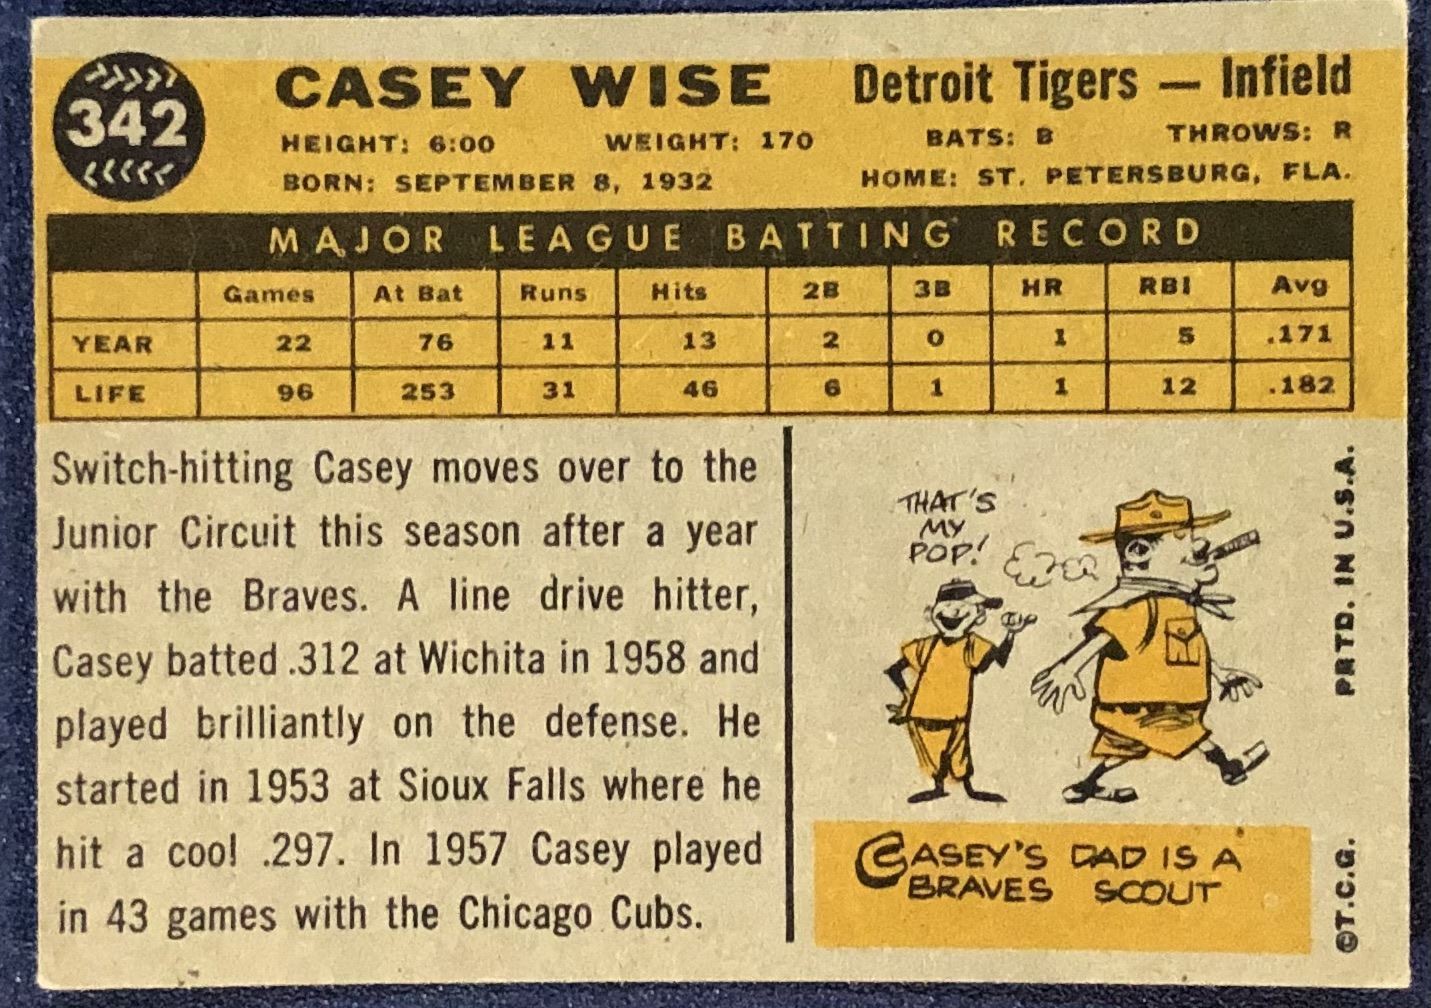 342
CASEY WISE Detroit Tigers — Infield
HEIGHT: 6:00 WEIGHT: 170 BATS: B THROWS: R
BORN: SEPTEMBER 8, 1932 HOME: ST. PETERSBURG, FLA.
MAJOR LEAGUE BATTING RECORD
Games At Bat Runs Hits 2B 3B HR RBI Avg
YEAR 22 76 11 13 2 0 1 5 .171
LIFE 96 253 31 46 6 1 1 12 .182
Switch-hitting Casey moves over to the
Junior Circuit this season after a year
with the Braves. A line drive hitter,
Casey batted .312 at Wichita in 1958 and
played brilliantly on the defense. He
started in 1953 at Sioux Falls where he
hit a cool .297. In 1957 Casey played
in 43 games with the Chicago Cubs.
THAT'S
MY
POP!
CASEY'S DAD IS A
BRAVES SCOUT
©T.C.G. PRTD. IN U.S.A.